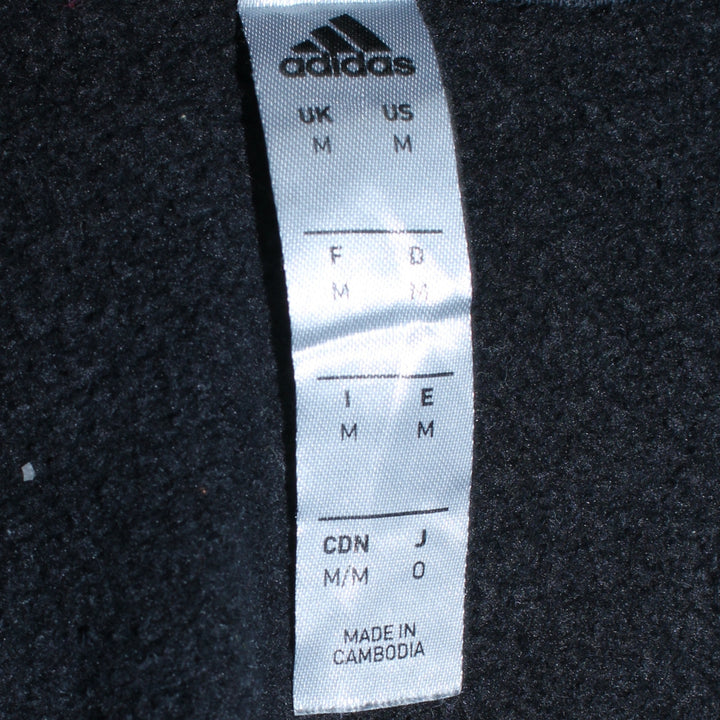 adidas
UK US
M M
F D
M M
I E
M M
CDN J
M/M O
MADE IN
CAMBODIA